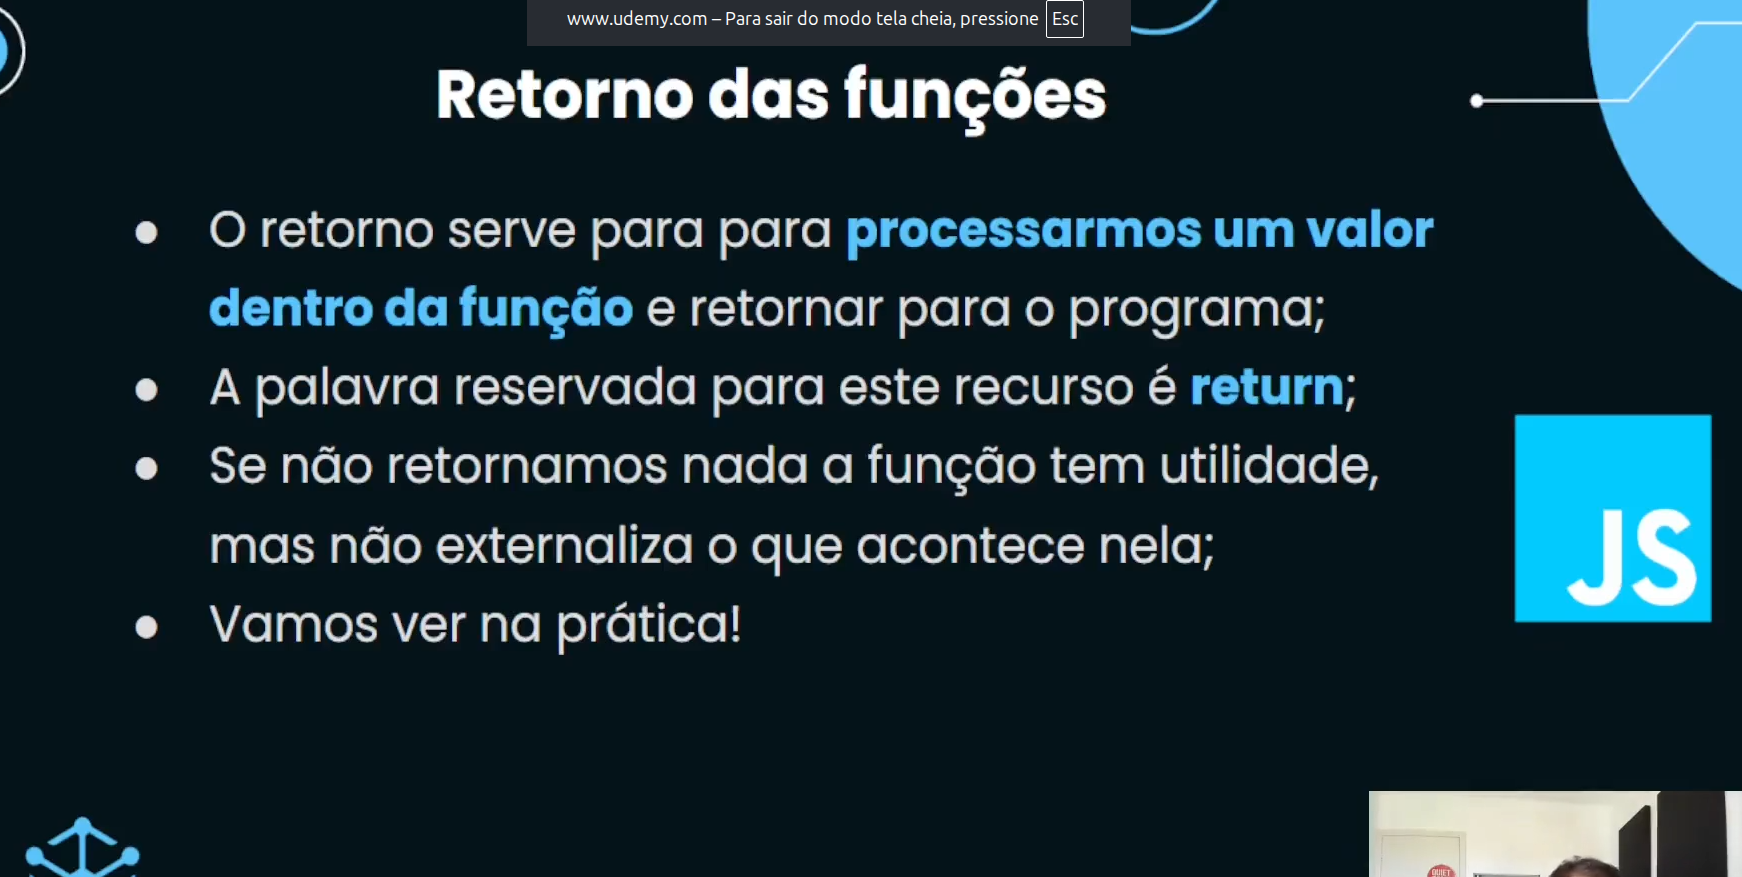 www.udemy.com – Para sair do modo tela cheia, pressione Esc
Retorno das funções
● O retorno serve para para processarmos um valor
dentro da função e retornar para o programa;
● A palavra reservada para este recurso é return;
● Se não retornamos nada a função tem utilidade,
mas não externaliza o que acontece nela;
● Vamos ver na prática!
JS
QUIET